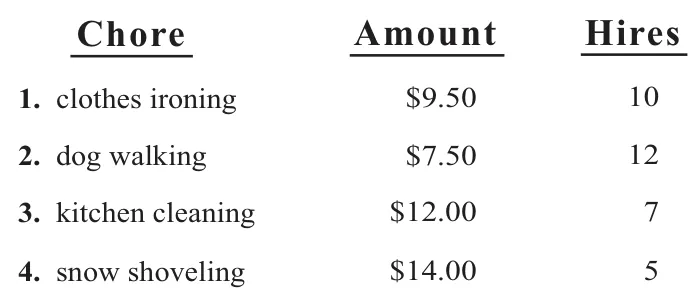 Chore Amount Hires
1. clothes ironing $9.50 10
2. dog walking $7.50 12
3. kitchen cleaning $12.00 7
4. snow shoveling $14.00 5